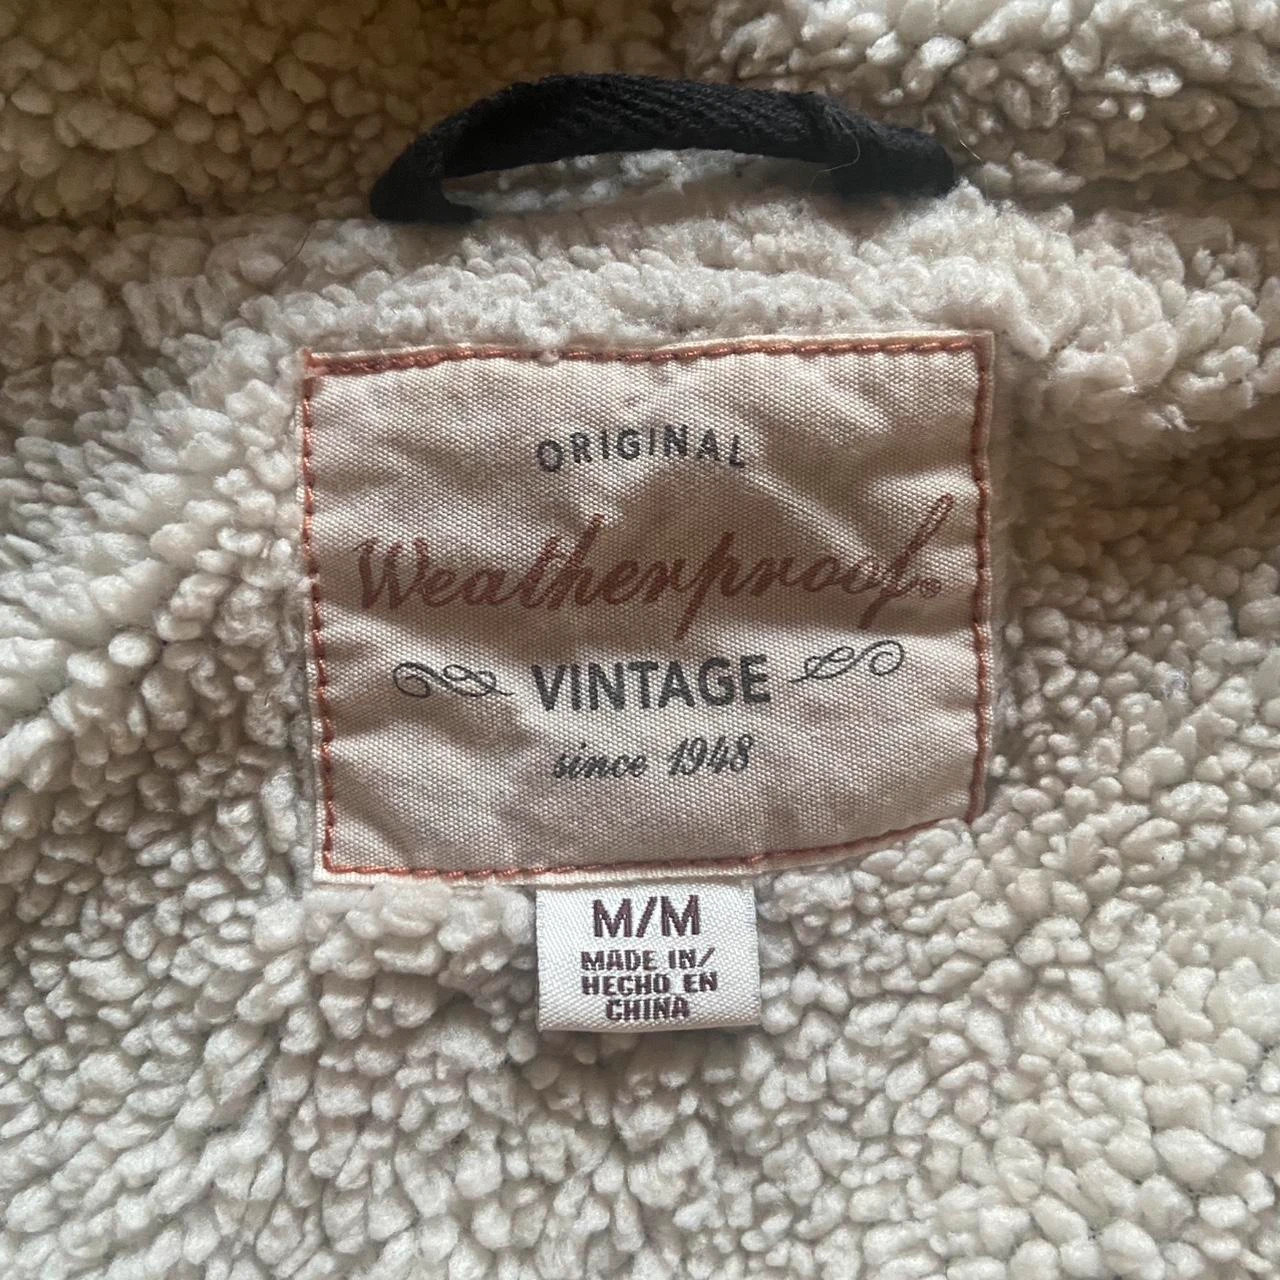 ORIGINAL
Weatherproof®
VINTAGE
since 1948
M/M
MADE IN/
HECHO EN
CHINA